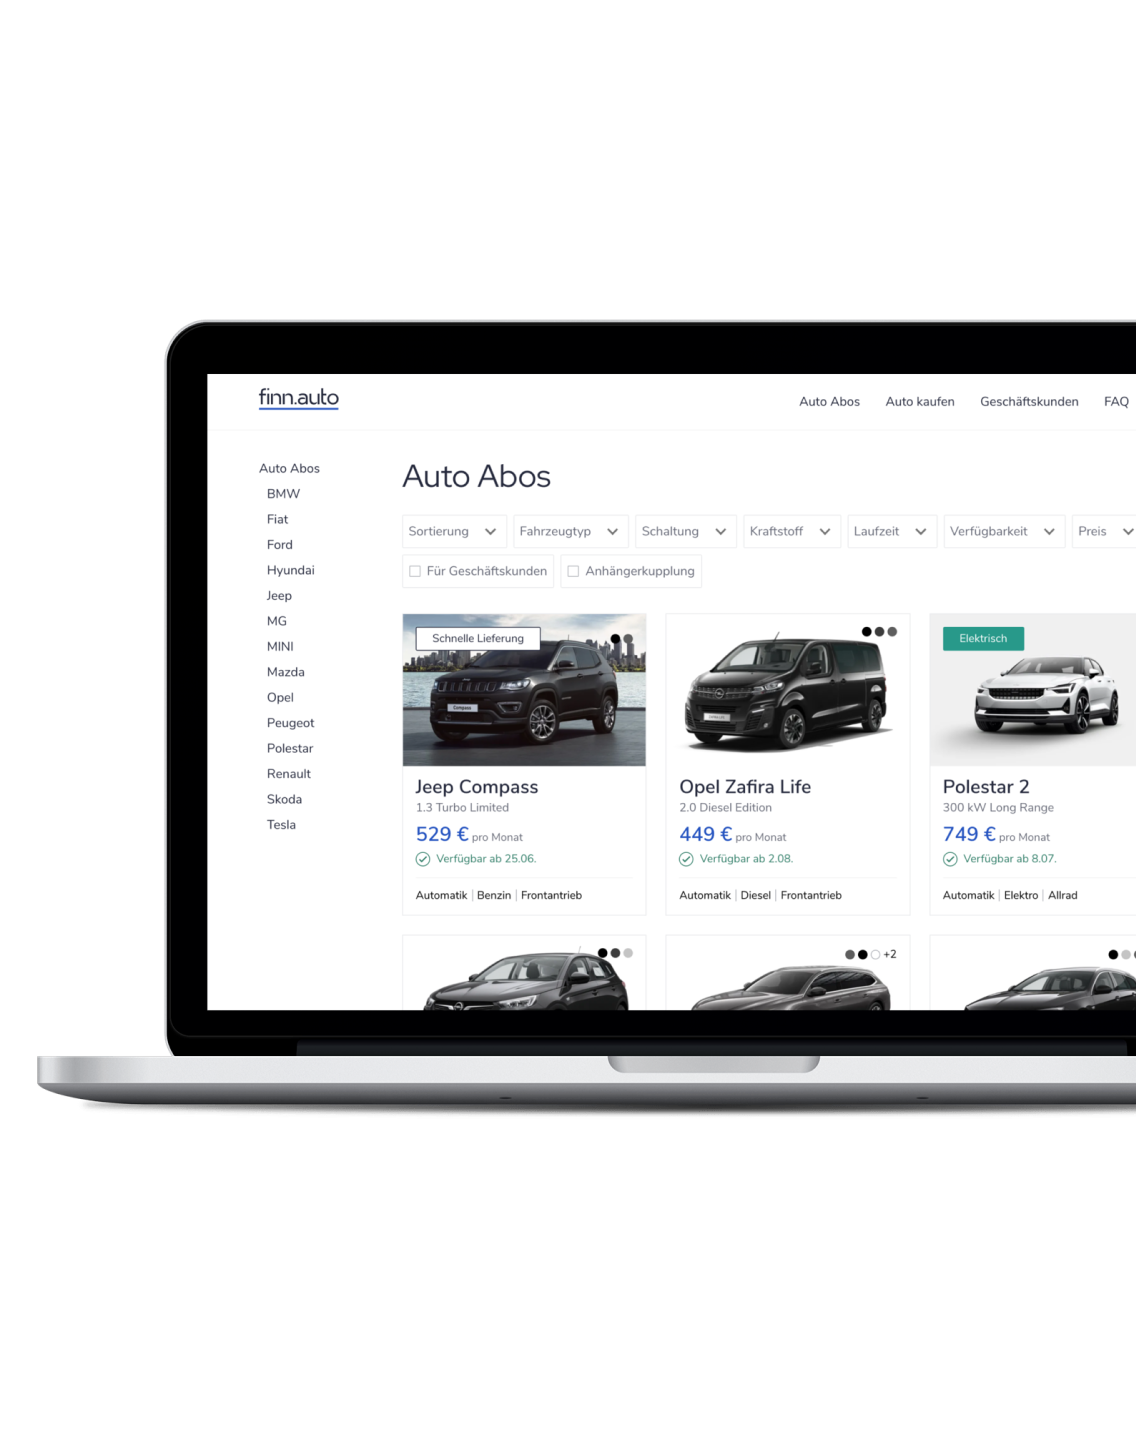 finn.auto
Auto Abos Auto kaufen Geschäftskunden FAQ
Auto Abos
BMW
Fiat
Ford
Hyundai
Jeep
MG
MINI
Mazda
Opel
Peugeot
Polestar
Renault
Skoda
Tesla
Auto Abos
Sortierung Fahrzeugtyp Schaltung Kraftstoff Laufzeit Verfügbarkeit Preis
Für Geschäftskunden Anhängerkupplung
Schnelle Lieferung
Compass
Jeep Compass
1.3 Turbo Limited
529 € pro Monat
Verfügbar ab 25.06.
Automatik | Benzin | Frontantrieb
Opel Zafira Life
2.0 Diesel Edition
449 € pro Monat
Verfügbar ab 2.08.
Automatik | Diesel | Frontantrieb
Elektrisch
Polestar 2
300 kW Long Range
749 € pro Monat
Verfügbar ab 8.07.
Automatik | Elektro | Allrad
+2